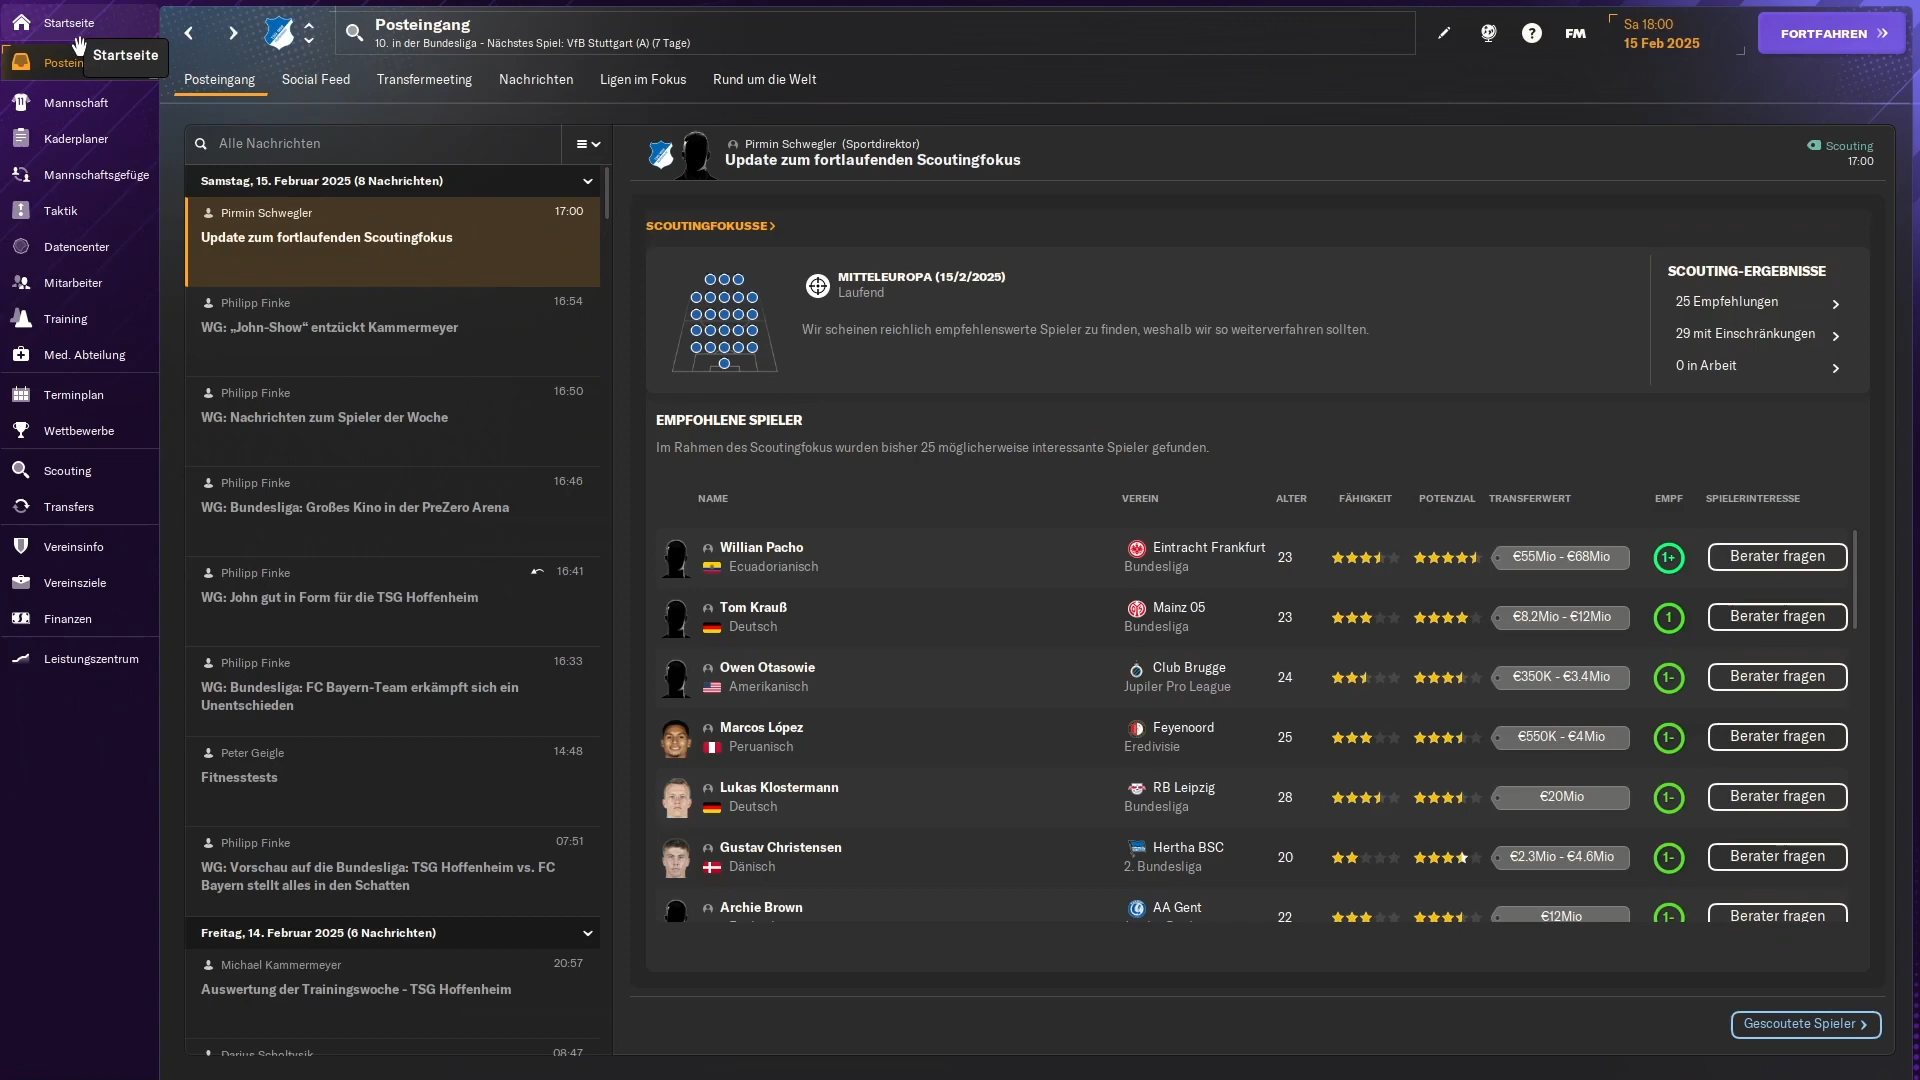 Startseite
Postein
Startseite
Mannschaft
Kaderplaner
Mannschaftsgefüge
Taktik
Datencenter
Mitarbeiter
Training
Med. Abteilung
Terminplan
Wettbewerbe
Scouting
Transfers
Vereinsinfo
Vereinsziele
Finanzen
Leistungszentrum
Posteingang
10. in der Bundesliga - Nächstes Spiel: VfB Stuttgart (A) (7 Tage)
FM
Sa 18:00
15 Feb 2025
FORTFAHREN
Posteingang Social Feed Transfermeeting Nachrichten Ligen im Fokus Rund um die Welt
Alle Nachrichten
Samstag, 15. Februar 2025 (8 Nachrichten)
Pirmin Schwegler 17:00
Update zum fortlaufenden Scoutingfokus
Philipp Finke 16:54
WG: „John-Show“ entzückt Kammermeyer
Philipp Finke 16:50
WG: Nachrichten zum Spieler der Woche
Philipp Finke 16:46
WG: Bundesliga: Großes Kino in der PreZero Arena
Philipp Finke 16:41
WG: John gut in Form für die TSG Hoffenheim
Philipp Finke 16:33
WG: Bundesliga: FC Bayern-Team erkämpft sich ein
Unentschieden
Peter Geigle 14:48
Fitnesstests
Philipp Finke 07:51
WG: Vorschau auf die Bundesliga: TSG Hoffenheim vs. FC
Bayern stellt alles in den Schatten
Freitag, 14. Februar 2025 (6 Nachrichten)
Michael Kammermeyer 20:57
Auswertung der Trainingswoche - TSG Hoffenheim
Darius Scholtysik 08:47
Pirmin Schwegler (Sportdirektor)
Update zum fortlaufenden Scoutingfokus
Scouting
17:00
SCOUTINGFOKUSSE
MITTELEUROPA (15/2/2025)
Laufend
Wir scheinen reichlich empfehlenswerte Spieler zu finden, weshalb wir so weiterverfahren sollten.
SCOUTING-ERGEBNISSE
25 Empfehlungen
29 mit Einschränkungen
0 in Arbeit
EMPFOHLENE SPIELER
Im Rahmen des Scoutingfokus wurden bisher 25 möglicherweise interessante Spieler gefunden.
NAME VEREIN ALTER FÄHIGKEIT POTENZIAL TRANSFERWERT EMPF SPIELERINTERESSE
Willian Pacho Eintracht Frankfurt 23 €55Mio - €68Mio 1+ Berater fragen
Ecuadorianisch Bundesliga
Tom Krauß Mainz 05 23 €8.2Mio - €12Mio 1 Berater fragen
Deutsch Bundesliga
Owen Otasowie Club Brugge 24 €350K - €3.4Mio 1- Berater fragen
Amerikanisch Jupiler Pro League
Marcos López Feyenoord 25 €550K - €4Mio 1- Berater fragen
Peruanisch Eredivisie
Lukas Klostermann RB Leipzig 28 €20Mio 1- Berater fragen
Deutsch Bundesliga
Gustav Christensen Hertha BSC 20 €2.3Mio - €4.6Mio 1- Berater fragen
Dänisch 2. Bundesliga
Archie Brown AA Gent 22 €12Mio 1- Berater fragen
Gescoutete Spieler